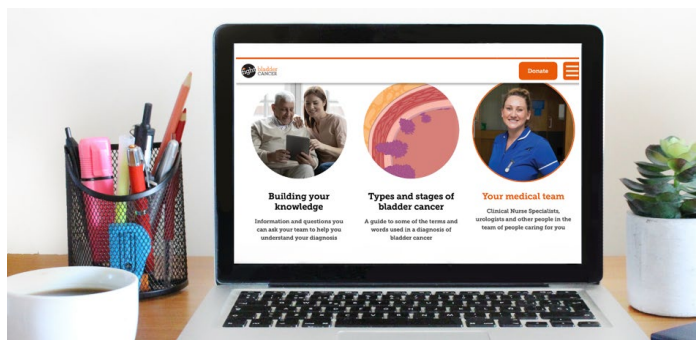 fight bladder
CANCER
Donate
Building your
knowledge
Information and questions you
can ask your team to help you
understand your diagnosis
Types and stages of
bladder cancer
A guide to some of the terms and
words used in a diagnosis of
bladder cancer
Your medical team
Clinical Nurse Specialists,
urologists and other people in the
team of people caring for you